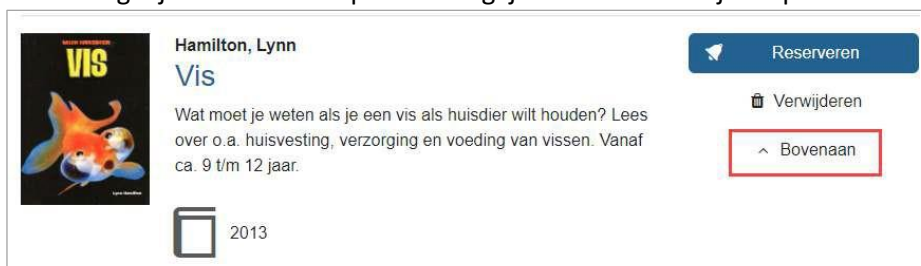 Hamilton, Lynn
Vis
Wat moet je weten als je een vis als huisdier wilt houden? Lees
over o.a. huisvesting, verzorging en voeding van vissen. Vanaf
ca. 9 t/m 12 jaar.
2013
VIS
Reserveren
Verwijderen
Bovenaan